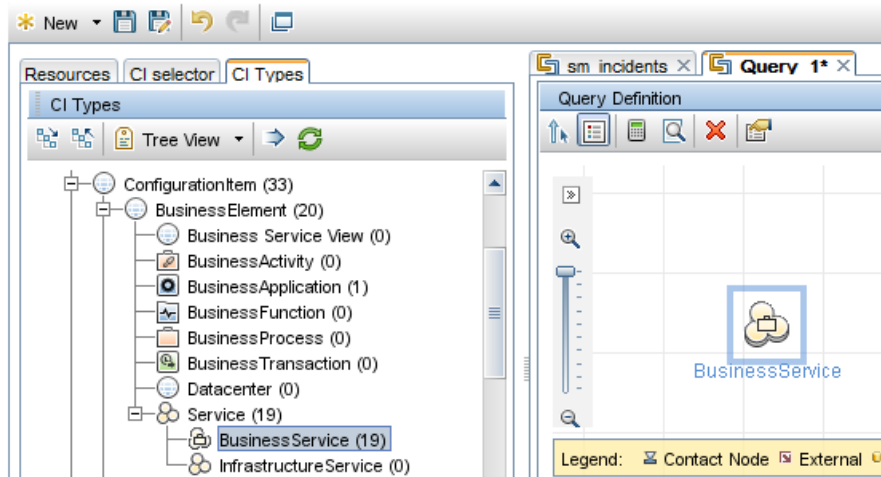 New
Resources CI selector CI Types
CI Types
Tree View
ConfigurationItem (33)
BusinessElement (20)
Business Service View (0)
BusinessActivity (0)
BusinessApplication (1)
BusinessFunction (0)
BusinessProcess (0)
BusinessTransaction (0)
Datacenter (0)
Service (19)
BusinessService (19)
InfrastructureService (0)
sm_incidents Query 1*
Query Definition
BusinessService
Legend: Contact Node External